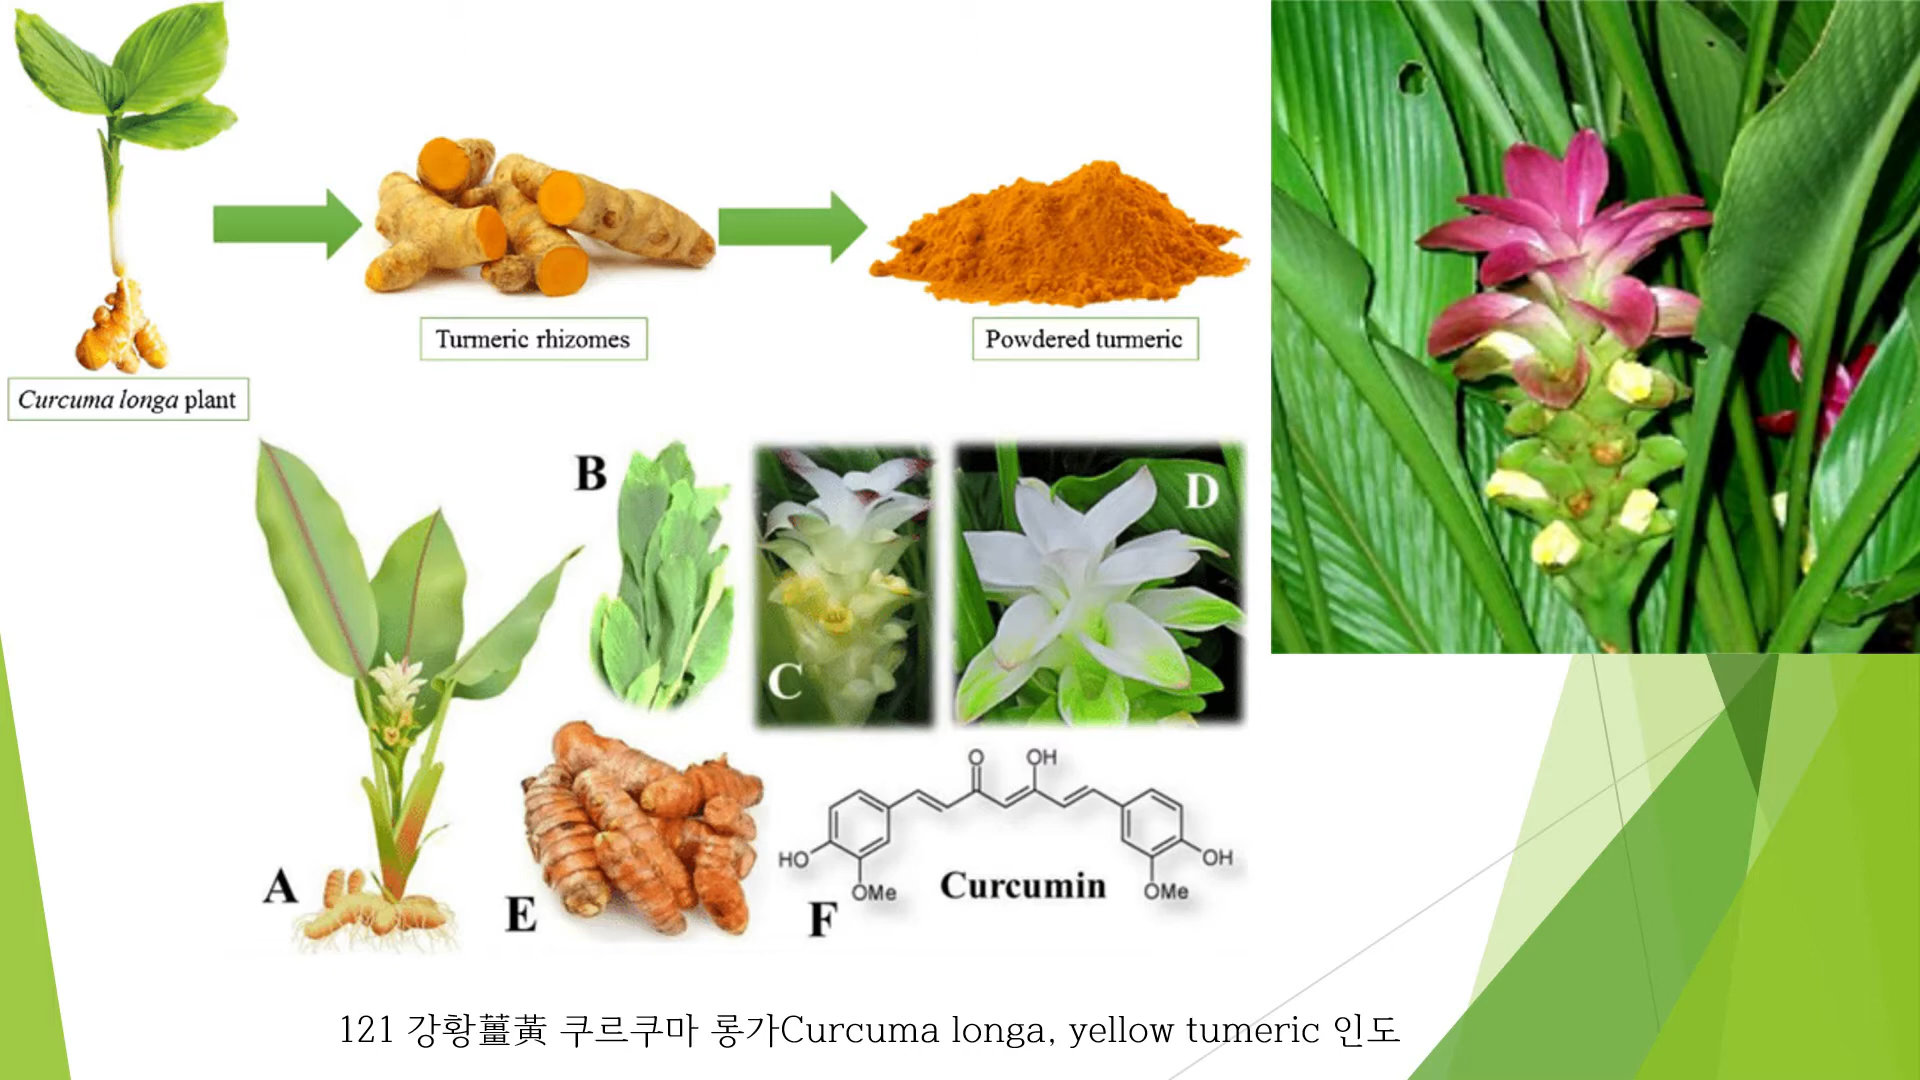 Turmeric rhizomes
Powdered turmeric
Curcuma longa plant
B
D
C
A
E
F
O
OH
HO
OMe
Curcumin
OMe
OH
121 강황薑黃 쿠르쿠마 롱가Curcuma longa, yellow tumeric 인도